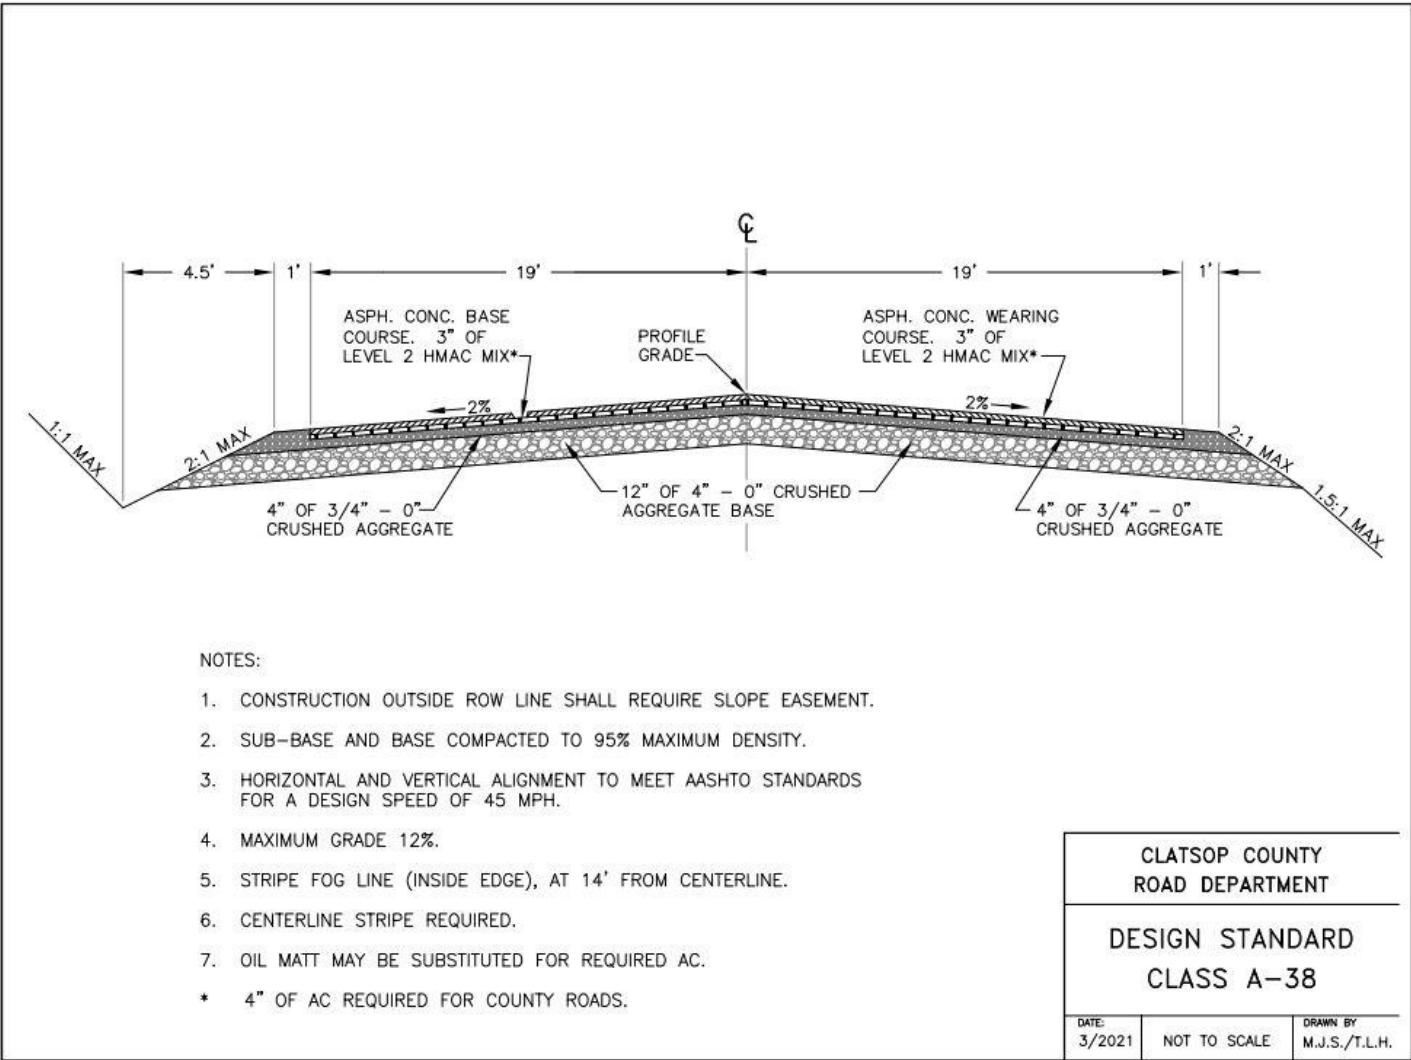 ℄
4.5' 1' 19' 19' 1'
ASPH. CONC. BASE
COURSE. 3" OF
LEVEL 2 HMAC MIX*
PROFILE
GRADE
ASPH. CONC. WEARING
COURSE. 3" OF
LEVEL 2 HMAC MIX*
2% 2%
1:1 MAX
2:1 MAX
2:1 MAX
1.5:1 MAX
4" OF 3/4" - 0"
CRUSHED AGGREGATE
12" OF 4" - 0" CRUSHED
AGGREGATE BASE
4" OF 3/4" - 0"
CRUSHED AGGREGATE
NOTES:
1. CONSTRUCTION OUTSIDE ROW LINE SHALL REQUIRE SLOPE EASEMENT.
2. SUB-BASE AND BASE COMPACTED TO 95% MAXIMUM DENSITY.
3. HORIZONTAL AND VERTICAL ALIGNMENT TO MEET AASHTO STANDARDS
FOR A DESIGN SPEED OF 45 MPH.
4. MAXIMUM GRADE 12%.
5. STRIPE FOG LINE (INSIDE EDGE), AT 14' FROM CENTERLINE.
6. CENTERLINE STRIPE REQUIRED.
7. OIL MATT MAY BE SUBSTITUTED FOR REQUIRED AC.
* 4" OF AC REQUIRED FOR COUNTY ROADS.
CLATSOP COUNTY
ROAD DEPARTMENT
DESIGN STANDARD
CLASS A-38
DATE:
3/2021
NOT TO SCALE
DRAWN BY
M.J.S./T.L.H.